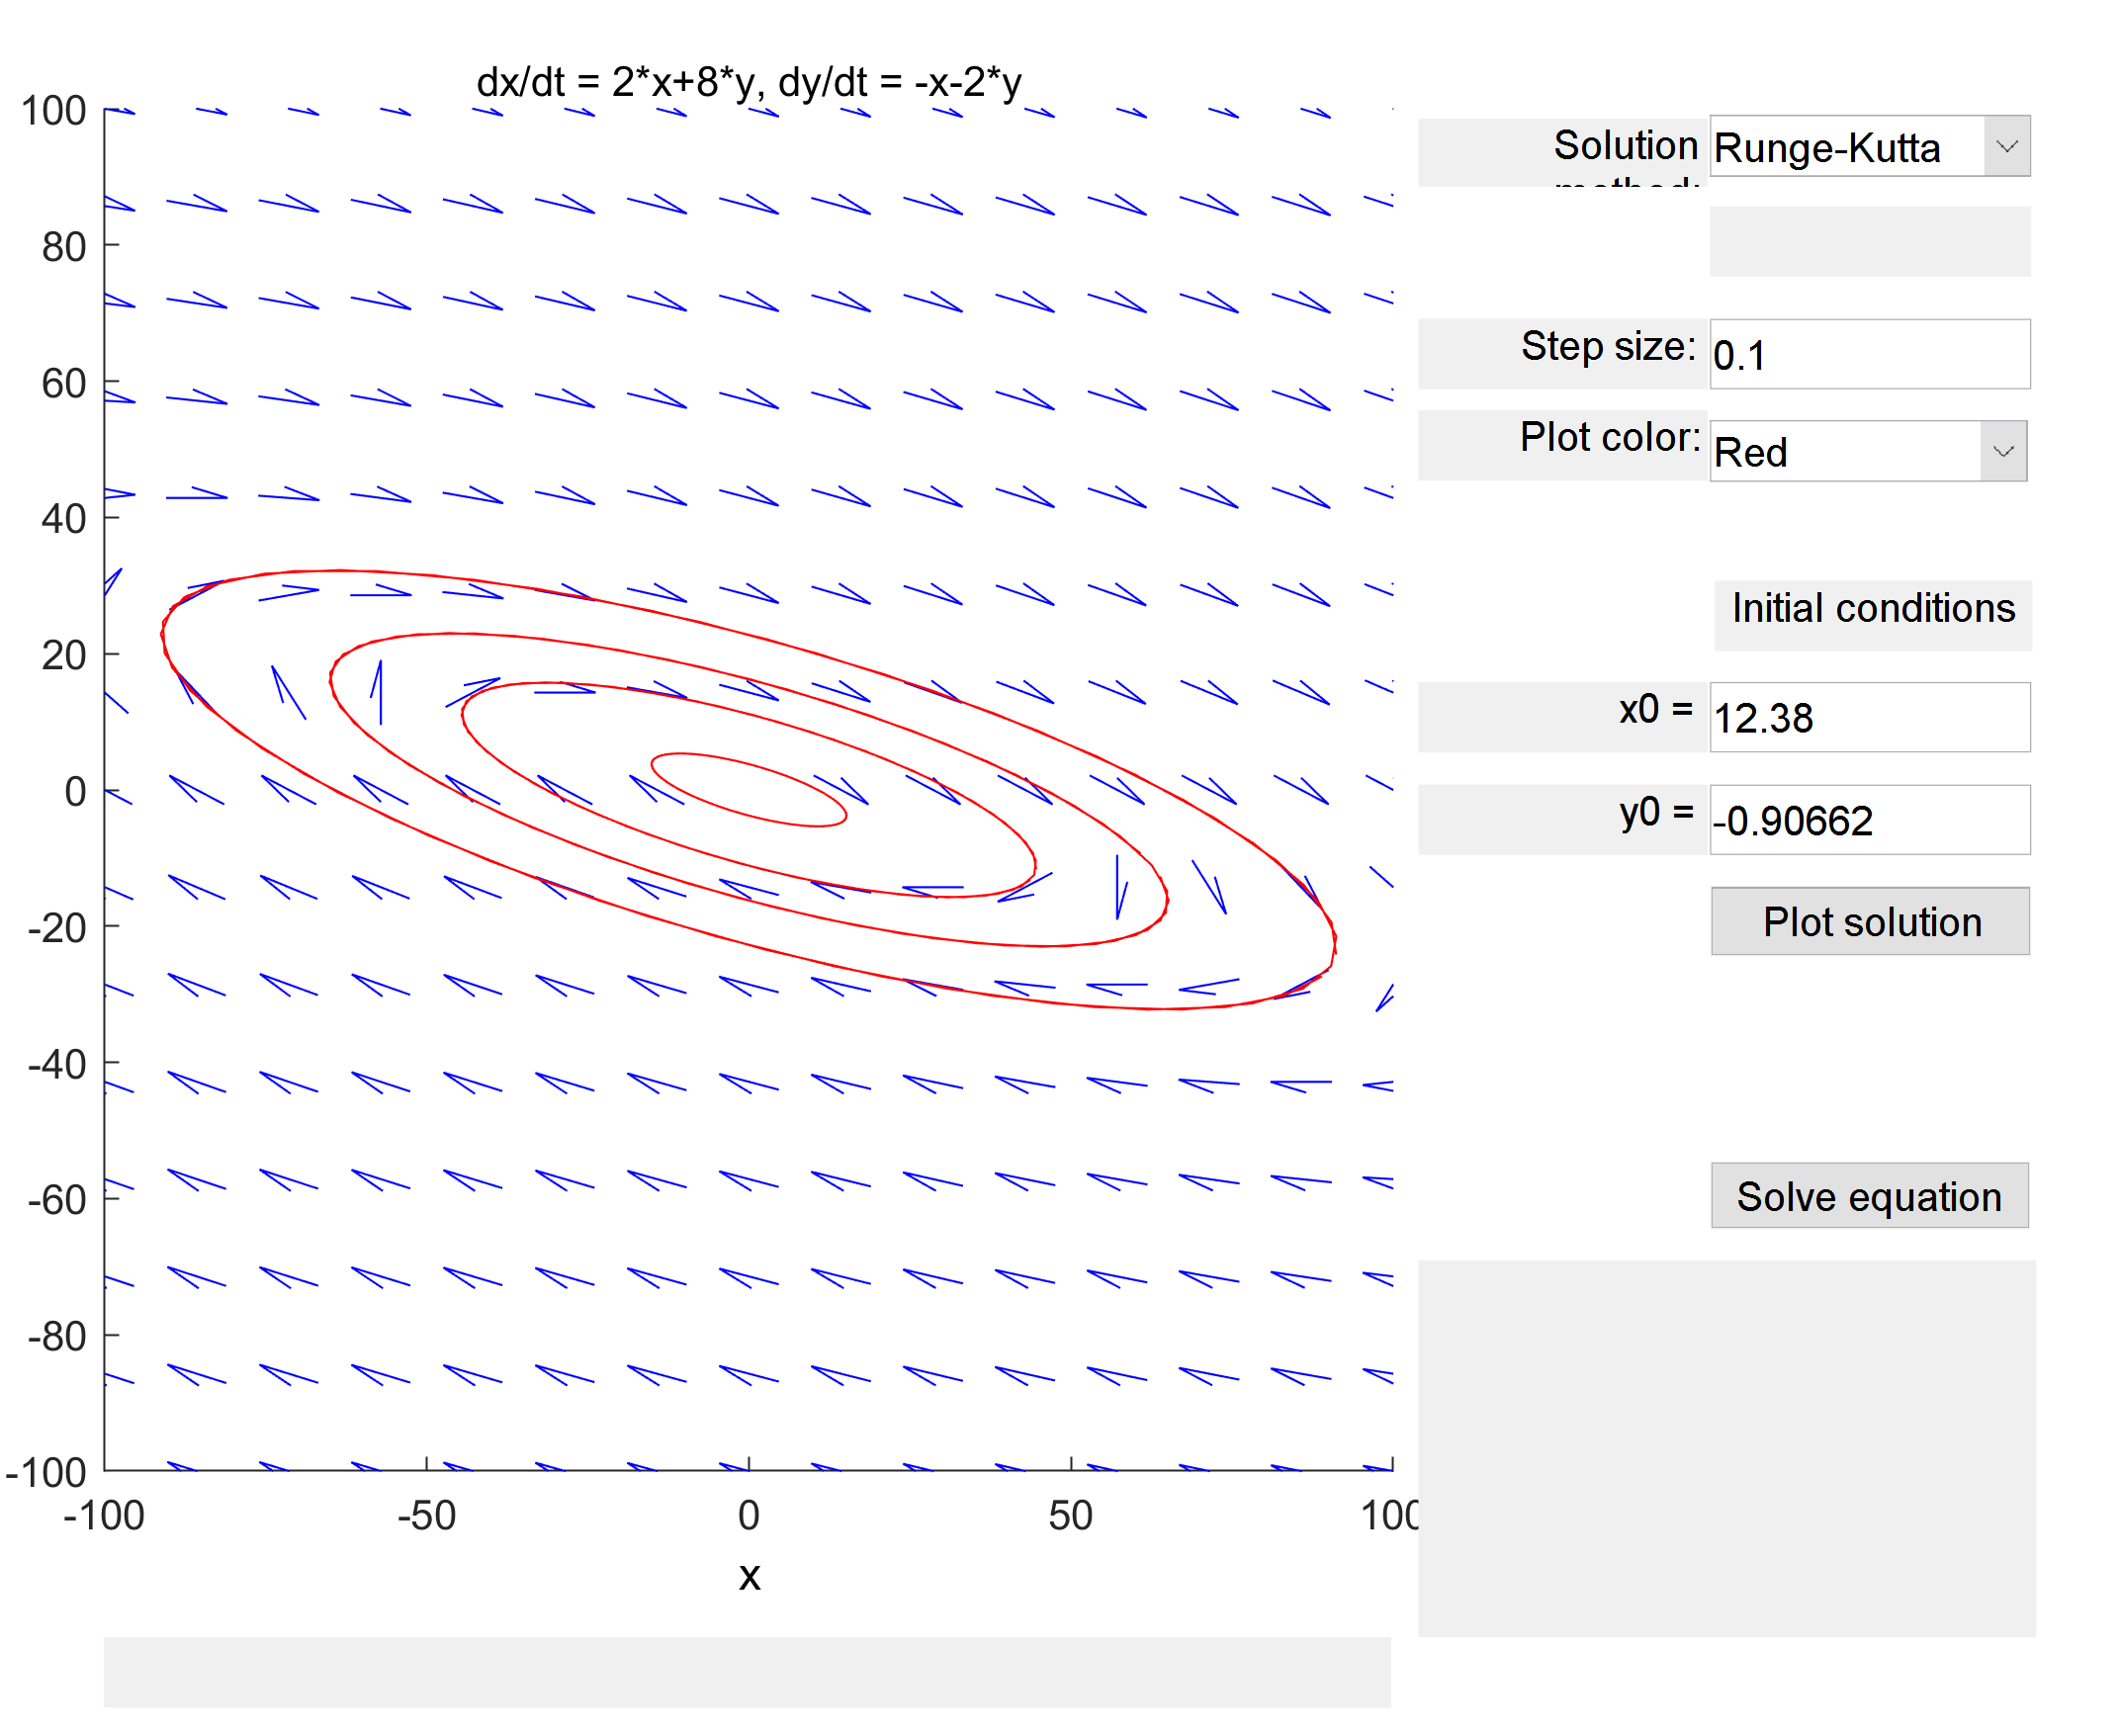 dx/dt = 2*x+8*y, dy/dt = -x-2*y
100
80
60
40
20
0
-20
-40
-60
-80
-100
-100
-50
0
50
100
x
Solution
method:
Runge-Kutta
Step size:
0.1
Plot color:
Red
Initial conditions
x0 =
12.38
y0 =
-0.90662
Plot solution
Solve equation